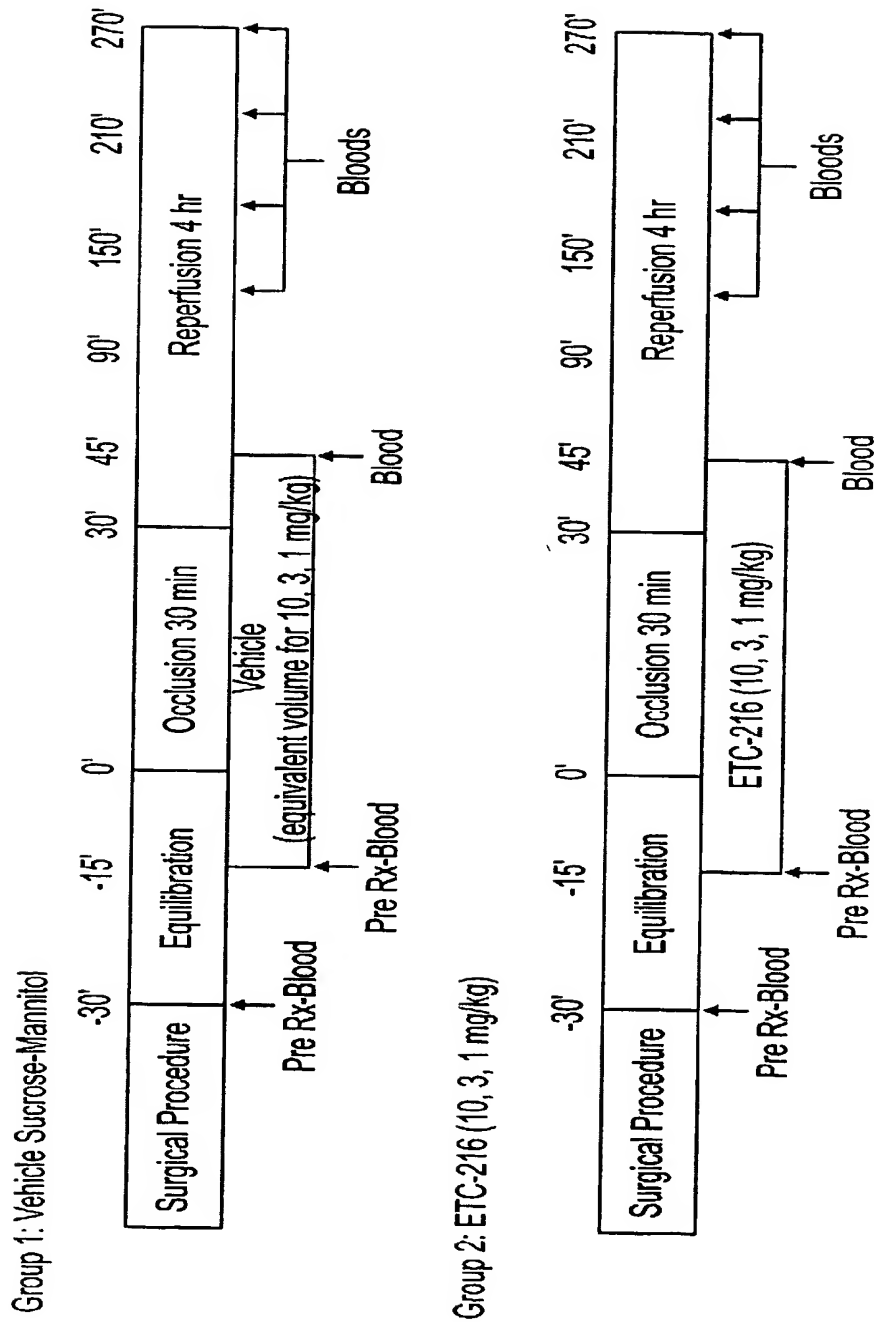 Group 1: Vehicle Sucrose-Mannitol
-30' -15' 0' 30' 45' 90' 150' 210' 270'
Surgical Procedure Equilibration Occlusion 30 min Reperfusion 4 hr
Vehicle
(equivalent volume for 10, 3, 1 mg/kg)
Pre Rx-Blood Pre Rx-Blood Blood Bloods
Group 2: ETC-216 (10, 3, 1 mg/kg)
-30' -15' 0' 30' 45' 90' 150' 210' 270'
Surgical Procedure Equilibration Occlusion 30 min Reperfusion 4 hr
ETC-216 (10, 3, 1 mg/kg)
Pre Rx-Blood Pre Rx-Blood Blood Bloods